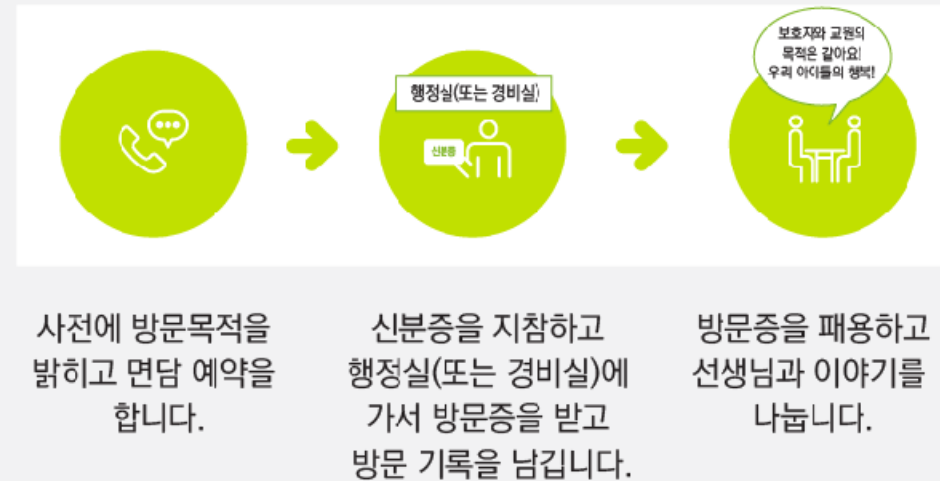 보호자와 교원의
목적은 같아요!
우리 아이들의 행복!
행정실(또는 경비실)
신분증
사전에 방문목적을
밝히고 면담 예약을
합니다.
신분증을 지참하고
행정실(또는 경비실)에
가서 방문증을 받고
방문 기록을 남깁니다.
방문증을 패용하고
선생님과 이야기를
나눕니다.